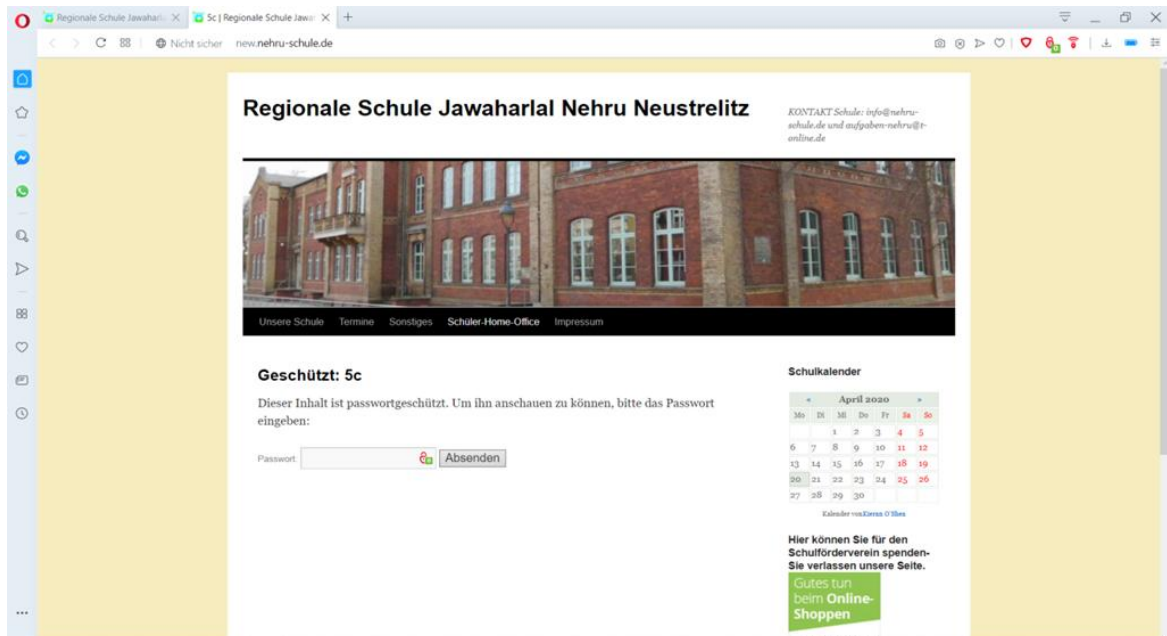 Regionale Schule Jawaharl
5c | Regionale Schule Jawa
Nicht sicher new.nehru-schule.de
Regionale Schule Jawaharlal Nehru Neustrelitz
KONTAKT Schule: info@nehru-
schule.de und aufgaben-nehru@t-
online.de
Unsere Schule Termine Sonstiges Schüler-Home-Office Impressum
Geschützt: 5c
Dieser Inhalt ist passwortgeschützt. Um ihn anschauen zu können, bitte das Passwort
eingeben:
Passwort: Absenden
Schulkalender
« April 2020 »
Mo Di Mi Do Fr Sa So
1 2 3 4 5
6 7 8 9 10 11 12
13 14 15 16 17 18 19
20 21 22 23 24 25 26
27 28 29 30
Kalender von Kieran O'Shea
Hier können Sie für den
Schulförderverein spenden-
Sie verlassen unsere Seite.
Gutes tun
beim Online-
Shoppen